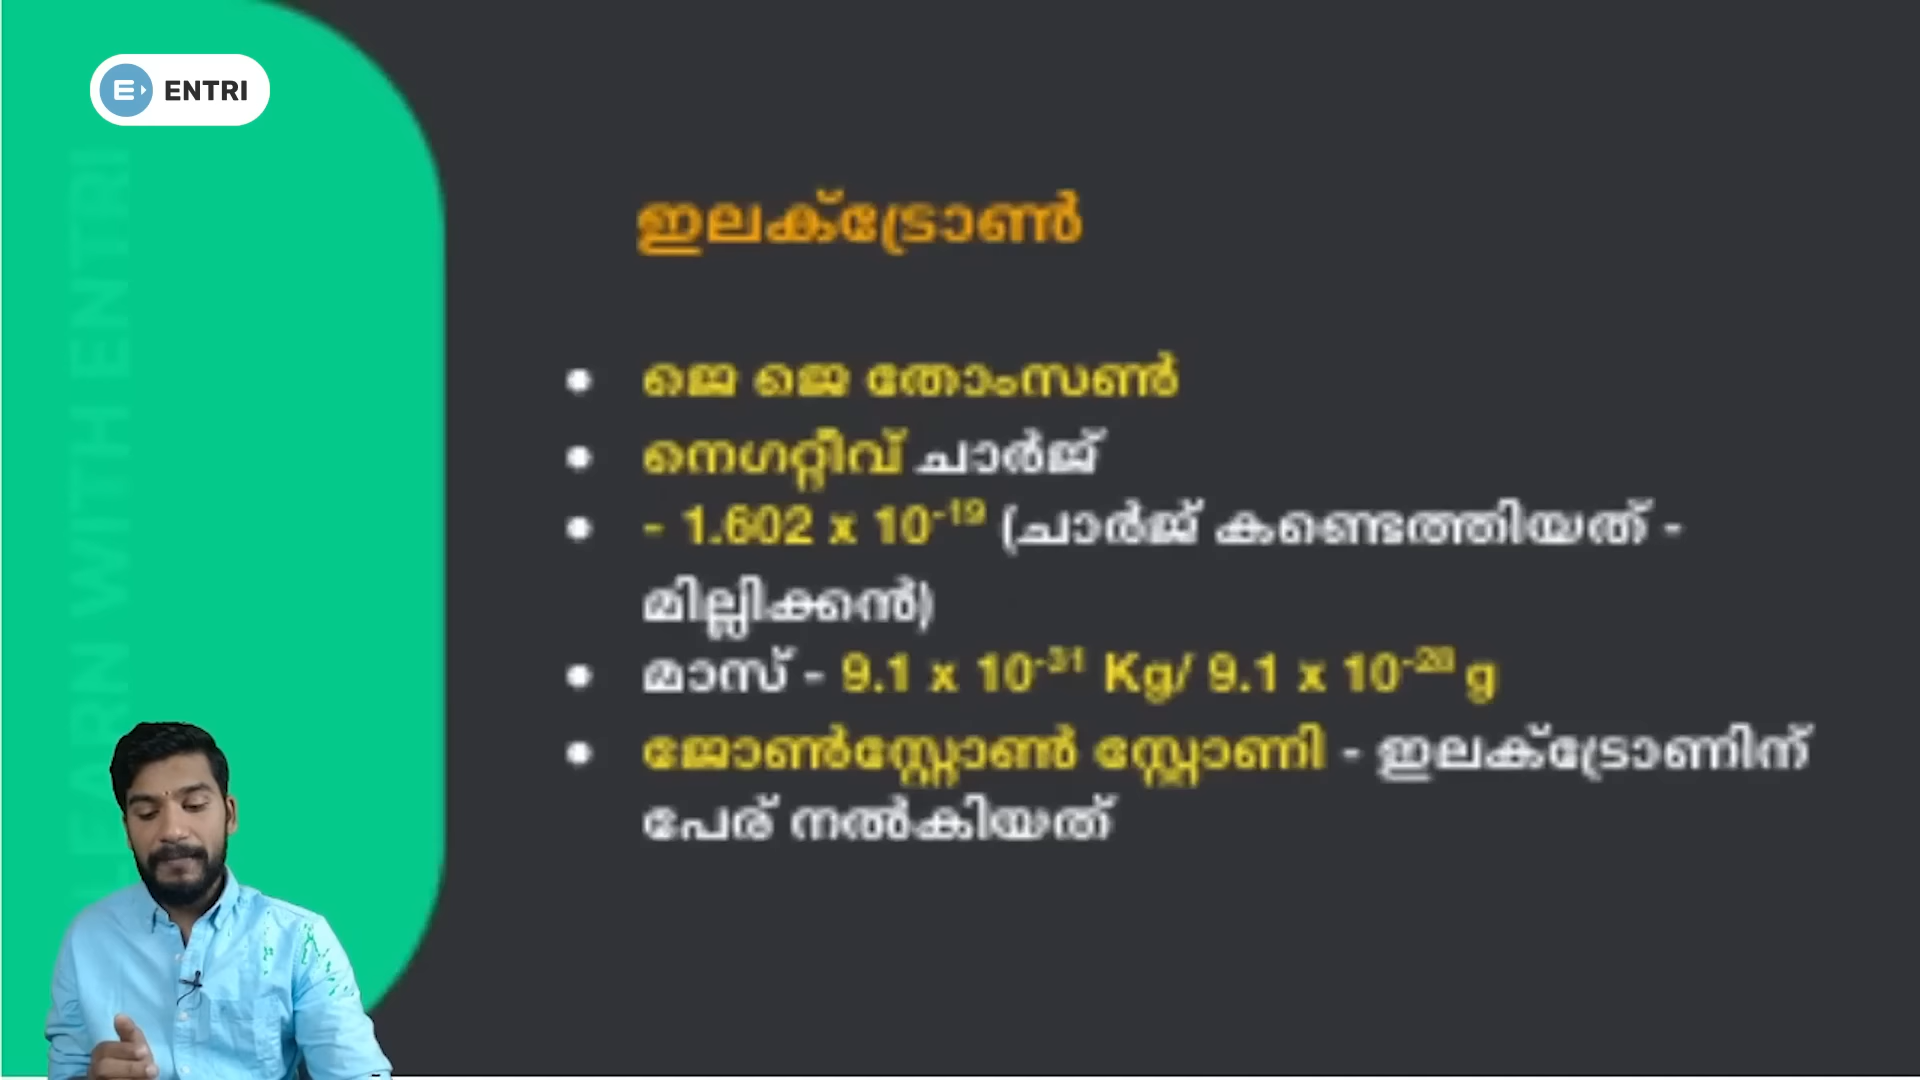 ENTRI
LEARN WITH ENTRI
ഇലക്ട്രോൺ
• ജെ ജെ തോംസൺ
• നെഗറ്റീവ് ചാർജ്
• - 1.602 x 10⁻¹⁹ (ചാർജ് കണ്ടെത്തിയത് -
മില്ലിക്കൻ)
• മാസ് - 9.1 x 10⁻³¹ Kg/ 9.1 x 10⁻²⁸ g
• ജോൺസ്റ്റോൺ സ്റ്റോണി - ഇലക്ട്രോണിന്
പേര് നൽകിയത്